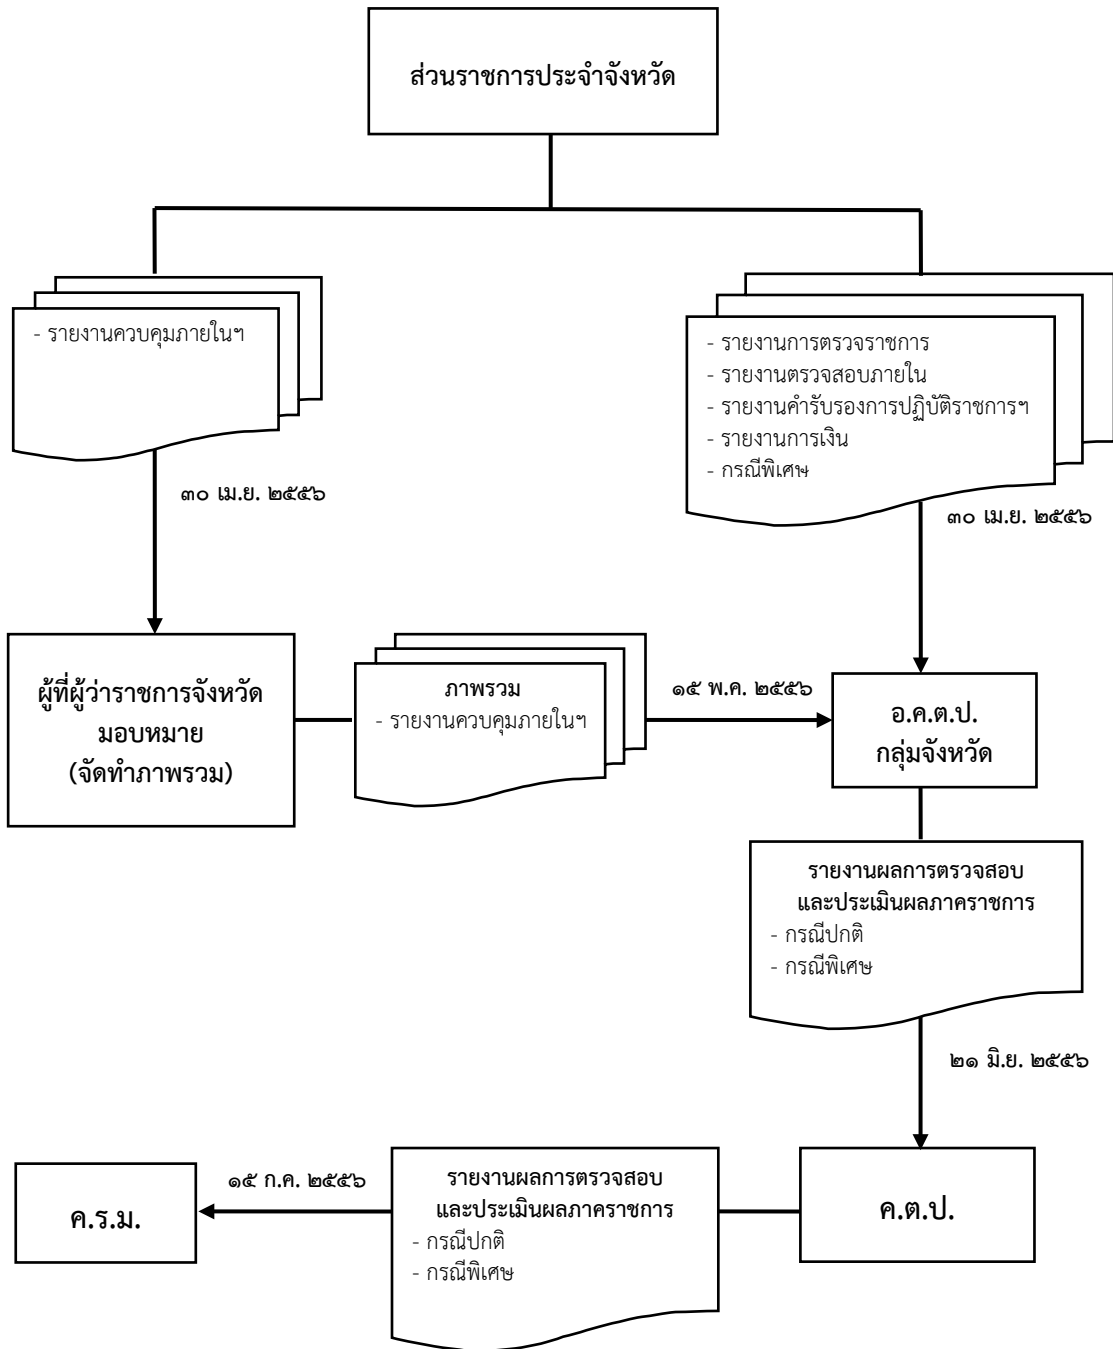 ส่วนราชการประจำจังหวัด
- รายงานควบคุมภายในฯ
- รายงานการตรวจราชการ
- รายงานตรวจสอบภายใน
- รายงานคำรับรองการปฏิบัติราชการฯ
- รายงานการเงิน
- กรณีพิเศษ
๓๐ เม.ย. ๒๕๕๖
๓๐ เม.ย. ๒๕๕๖
ผู้ที่ผู้ว่าราชการจังหวัด
มอบหมาย
(จัดทำภาพรวม)
ภาพรวม
- รายงานควบคุมภายในฯ
๑๕ พ.ค. ๒๕๕๖
อ.ค.ต.ป.
กลุ่มจังหวัด
รายงานผลการตรวจสอบ
และประเมินผลภาคราชการ
- กรณีปกติ
- กรณีพิเศษ
๒๑ มิ.ย. ๒๕๕๖
ค.ร.ม.
๑๕ ก.ค. ๒๕๕๖
รายงานผลการตรวจสอบ
และประเมินผลภาคราชการ
- กรณีปกติ
- กรณีพิเศษ
ค.ต.ป.